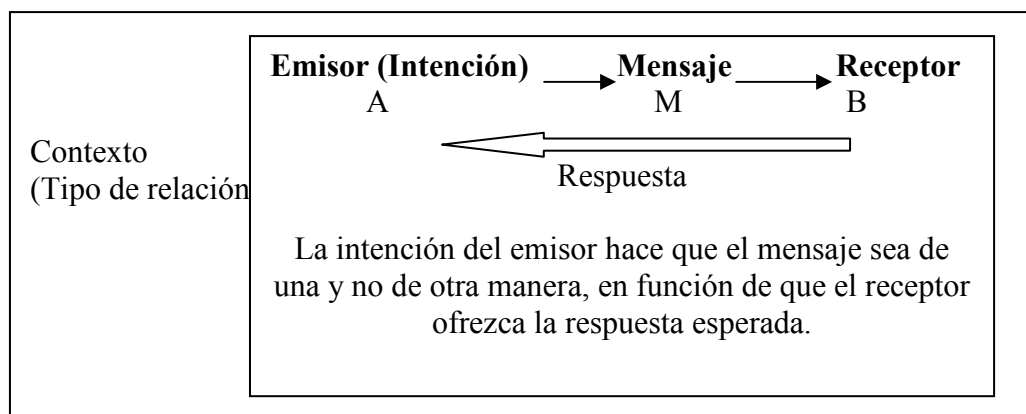 Emisor (Intención) Mensaje Receptor
A M B
Contexto
(Tipo de relación
Respuesta
La intención del emisor hace que el mensaje sea de
una y no de otra manera, en función de que el receptor
ofrezca la respuesta esperada.